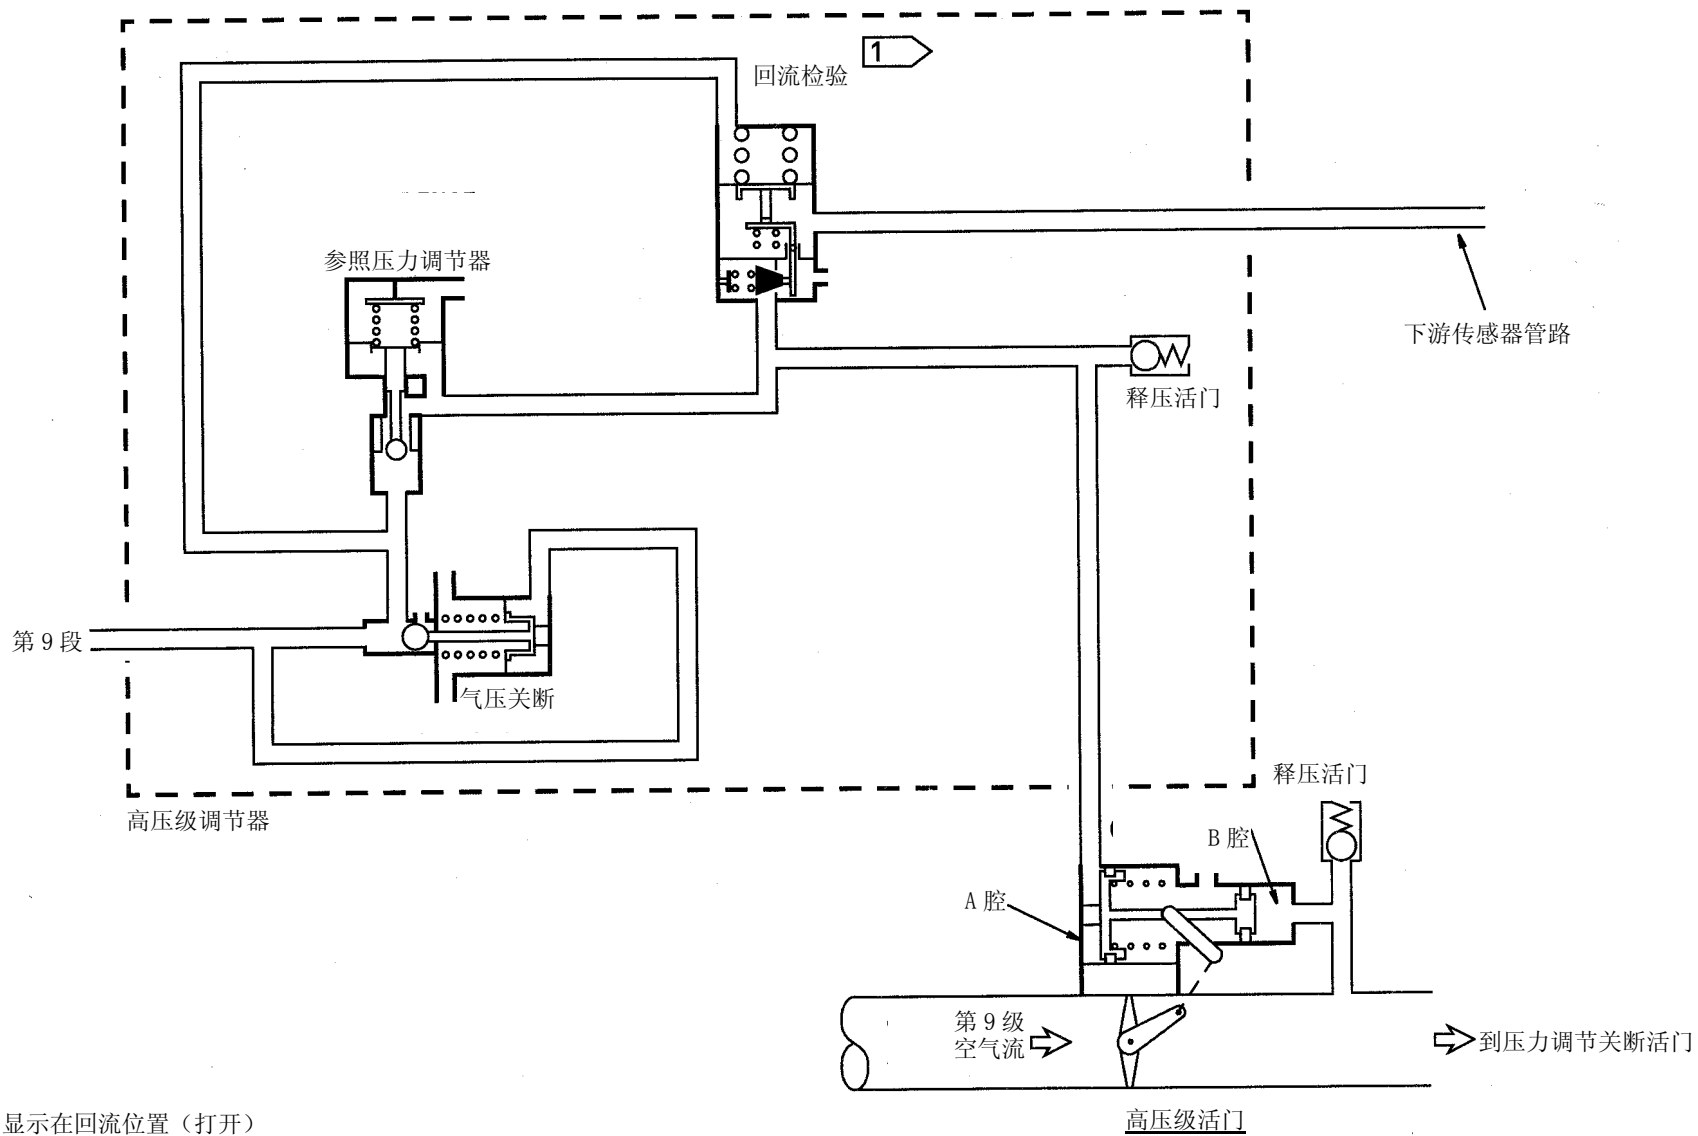 1
回流检验
参照压力调节器
下游传感器管路
释压活门
第9段
气压关断
高压级调节器
释压活门
B腔
A腔
第9级
空气流
到压力调节关断活门
高压级活门
显示在回流位置（打开）